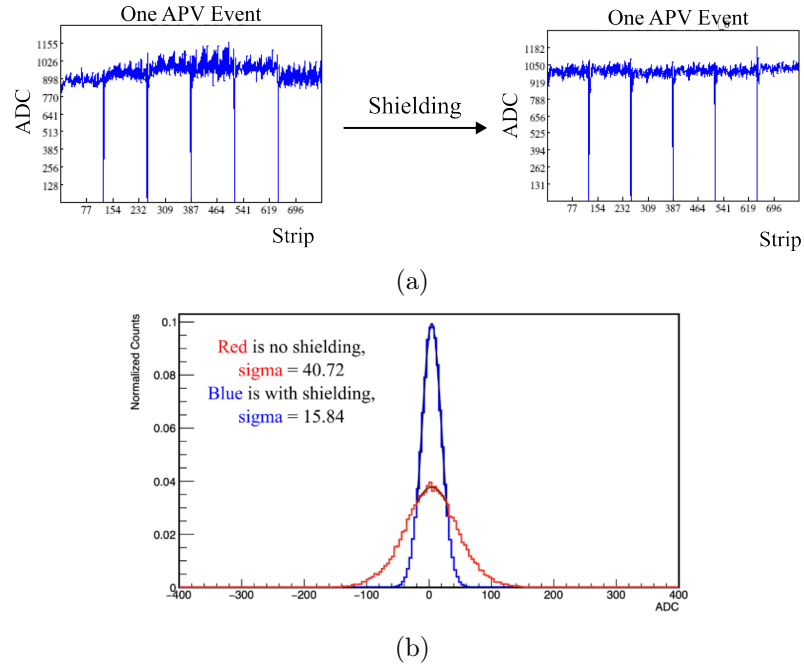 One APV Event
1155
1026
898
770
641
513
385
256
128
ADC
77 154 232 309 387 464 541 619 696
Strip
Shielding
One APV Event
1182
1050
919
788
656
525
394
262
131
ADC
77 154 232 309 387 464 541 619 696
Strip
(a)
Normalized Counts
0.1
0.08
0.06
0.04
0.02
0
Red is no shielding,
sigma = 40.72
Blue is with shielding,
sigma = 15.84
−400 −300 −200 −100 0 100 200 300 400
ADC
(b)